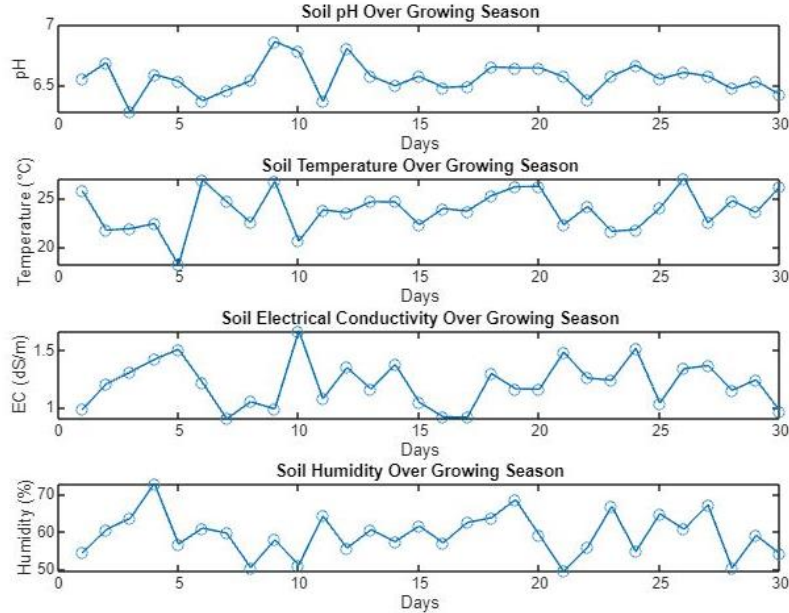 Soil pH Over Growing Season
7
6.5
pH
0 5 10 15 20 25 30
Days
Soil Temperature Over Growing Season
25
20
Temperature (°C)
0 5 10 15 20 25 30
Days
Soil Electrical Conductivity Over Growing Season
1.5
1
EC (dS/m)
0 5 10 15 20 25 30
Days
Soil Humidity Over Growing Season
70
60
50
Humidity (%)
0 5 10 15 20 25 30
Days